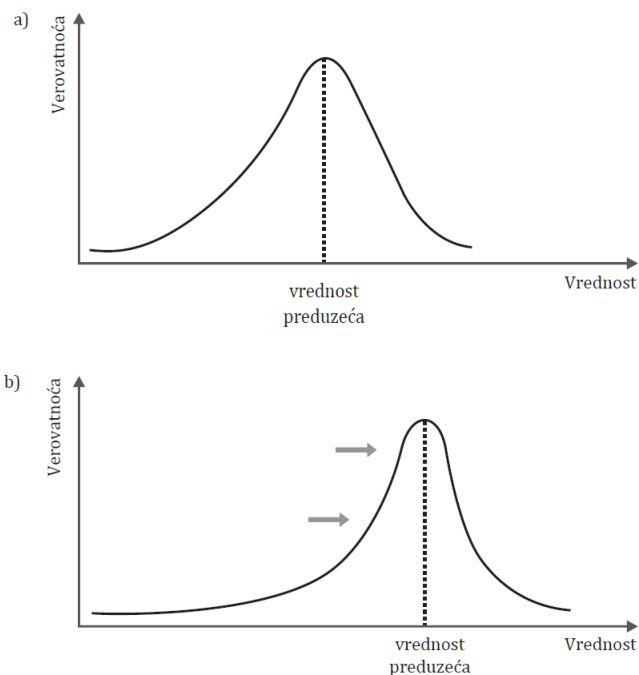 a)
Verovatnoća
Vrednost
vrednost
preduzeća
b)
Verovatnoća
vrednost
preduzeća
Vrednost